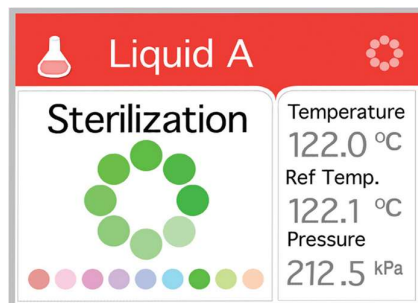 Liquid A
Sterilization
Temperature
122.0 °C
Ref Temp.
122.1 °C
Pressure
212.5 kPa